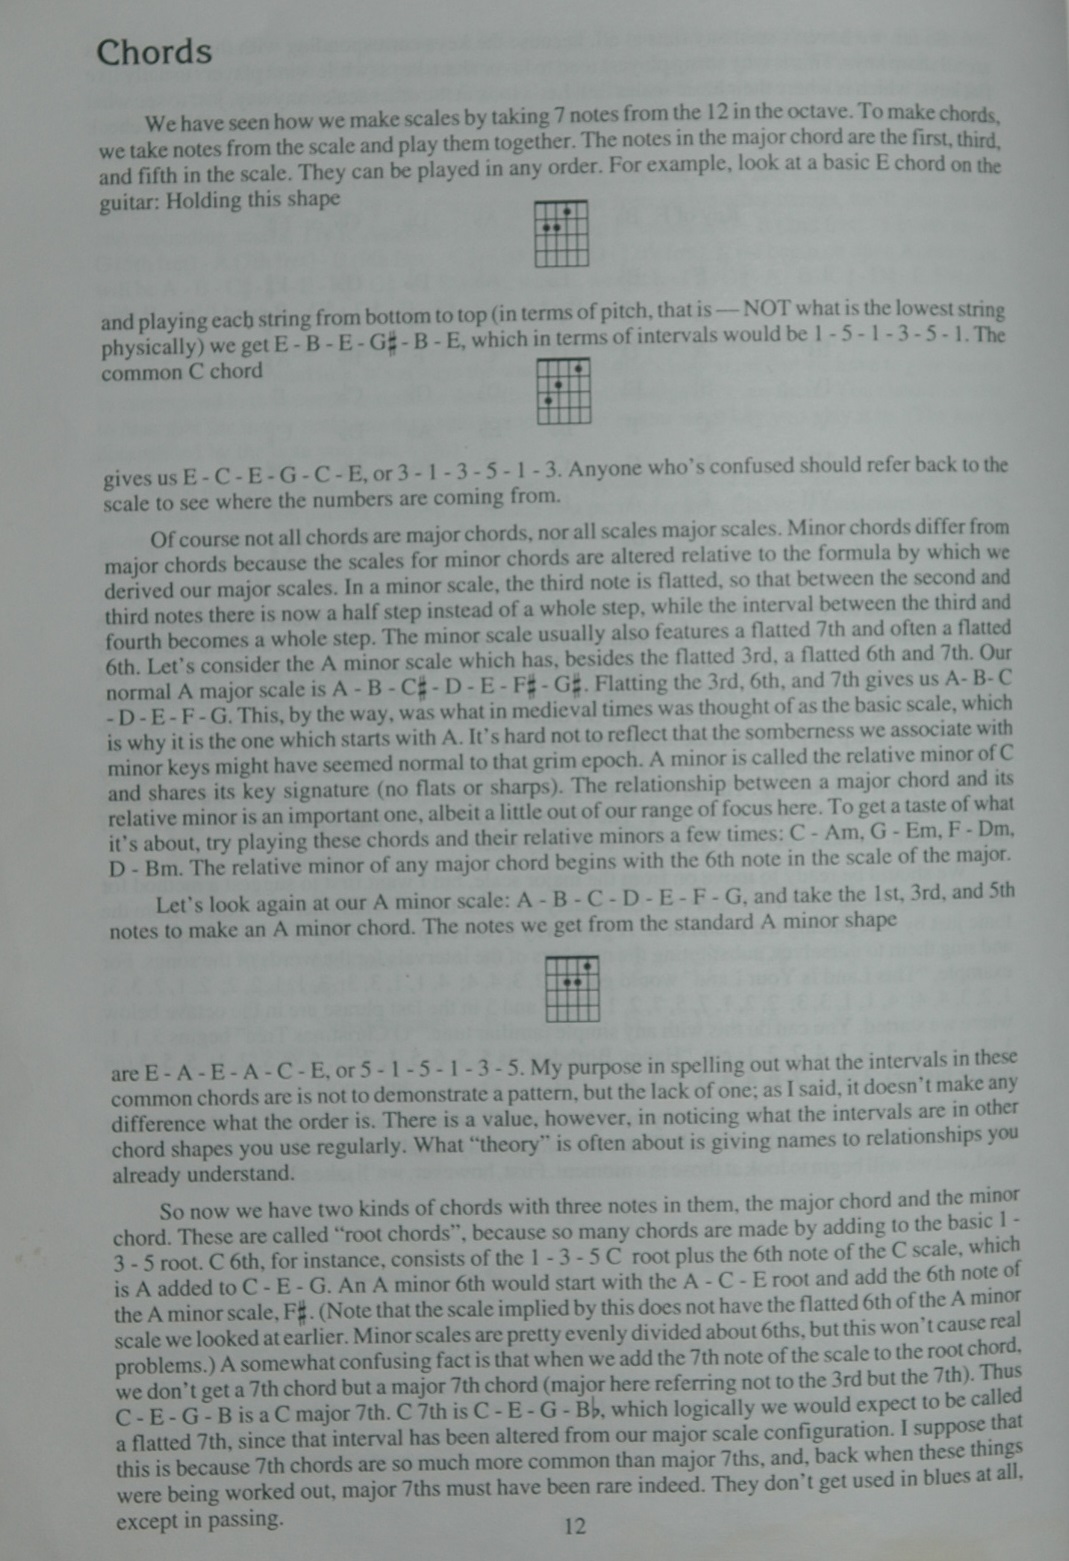 Chords
We have seen how we make scales by taking 7 notes from the 12 in the octave. To make chords,
we take notes from the scale and play them together. The notes in the major chord are the first, third,
and fifth in the scale. They can be played in any order. For example, look at a basic E chord on the
guitar: Holding this shape
and playing each string from bottom to top (in terms of pitch, that is — NOT what is the lowest string
physically) we get E - B - E - G♯ - B - E, which in terms of intervals would be 1 - 5 - 1 - 3 - 5 - 1. The
common C chord
gives us E - C - E - G - C - E, or 3 - 1 - 3 - 5 - 1 - 3. Anyone who's confused should refer back to the
scale to see where the numbers are coming from.
Of course not all chords are major chords, nor all scales major scales. Minor chords differ from
major chords because the scales for minor chords are altered relative to the formula by which we
derived our major scales. In a minor scale, the third note is flatted, so that between the second and
third notes there is now a half step instead of a whole step, while the interval between the third and
fourth becomes a whole step. The minor scale usually also features a flatted 7th and often a flatted
6th. Let's consider the A minor scale which has, besides the flatted 3rd, a flatted 6th and 7th. Our
normal A major scale is A - B - C♯ - D - E - F♯ - G♯. Flatting the 3rd, 6th, and 7th gives us A- B- C
- D - E - F - G. This, by the way, was what in medieval times was thought of as the basic scale, which
is why it is the one which starts with A. It's hard not to reflect that the somberness we associate with
minor keys might have seemed normal to that grim epoch. A minor is called the relative minor of C
and shares its key signature (no flats or sharps). The relationship between a major chord and its
relative minor is an important one, albeit a little out of our range of focus here. To get a taste of what
it's about, try playing these chords and their relative minors a few times: C - Am, G - Em, F - Dm,
D - Bm. The relative minor of any major chord begins with the 6th note in the scale of the major.
Let's look again at our A minor scale: A - B - C - D - E - F - G, and take the 1st, 3rd, and 5th
notes to make an A minor chord. The notes we get from the standard A minor shape
are E - A - E - A - C - E, or 5 - 1 - 5 - 1 - 3 - 5. My purpose in spelling out what the intervals in these
common chords are is not to demonstrate a pattern, but the lack of one; as I said, it doesn't make any
difference what the order is. There is a value, however, in noticing what the intervals are in other
chord shapes you use regularly. What "theory" is often about is giving names to relationships you
already understand.
So now we have two kinds of chords with three notes in them, the major chord and the minor
chord. These are called "root chords", because so many chords are made by adding to the basic 1 -
3 - 5 root. C 6th, for instance, consists of the 1 - 3 - 5 C root plus the 6th note of the C scale, which
is A added to C - E - G. An A minor 6th would start with the A - C - E root and add the 6th note of
the A minor scale, F♯. (Note that the scale implied by this does not have the flatted 6th of the A minor
scale we looked at earlier. Minor scales are pretty evenly divided about 6ths, but this won't cause real
problems.) A somewhat confusing fact is that when we add the 7th note of the scale to the root chord,
we don't get a 7th chord but a major 7th chord (major here referring not to the 3rd but the 7th). Thus
C - E - G - B is a C major 7th. C 7th is C - E - G - B♭, which logically we would expect to be called
a flatted 7th, since that interval has been altered from our major scale configuration. I suppose that
this is because 7th chords are so much more common than major 7ths, and, back when these things
were being worked out, major 7ths must have been rare indeed. They don't get used in blues at all,
except in passing.
12